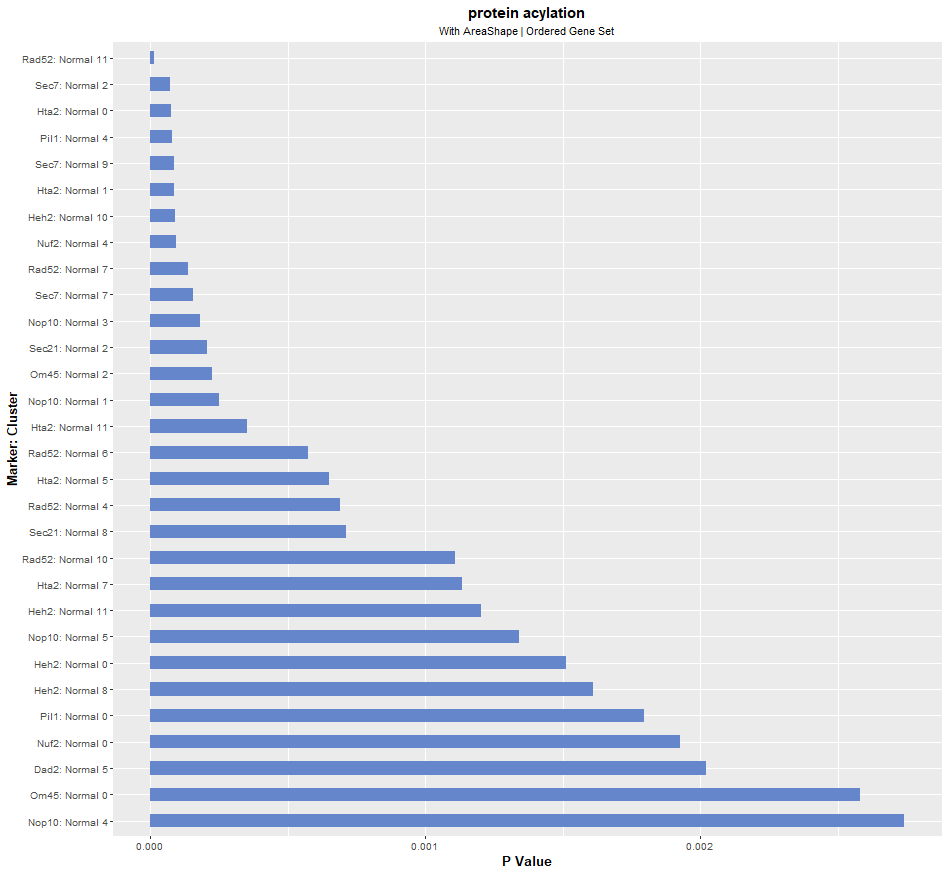 protein acylation
With AreaShape | Ordered Gene Set
Marker: Cluster
Rad52: Normal 11
Sec7: Normal 2
Hta2: Normal 0
Pil1: Normal 4
Sec7: Normal 9
Hta2: Normal 1
Heh2: Normal 10
Nuf2: Normal 4
Rad52: Normal 7
Sec7: Normal 7
Nop10: Normal 3
Sec21: Normal 2
Om45: Normal 2
Nop10: Normal 1
Hta2: Normal 11
Rad52: Normal 6
Hta2: Normal 5
Rad52: Normal 4
Sec21: Normal 8
Rad52: Normal 10
Hta2: Normal 7
Heh2: Normal 11
Nop10: Normal 5
Heh2: Normal 0
Heh2: Normal 8
Pil1: Normal 0
Nuf2: Normal 0
Dad2: Normal 5
Om45: Normal 0
Nop10: Normal 4
0.000 0.001 0.002
P Value